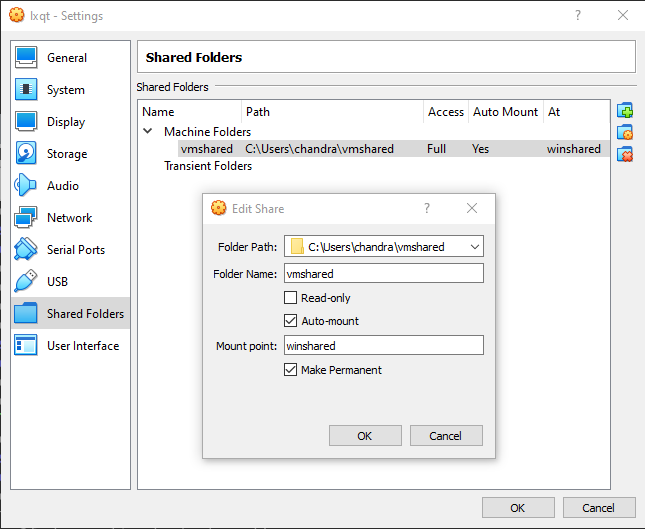 lxqt - Settings
?
General
System
Display
Storage
Audio
Network
Serial Ports
USB
Shared Folders
User Interface
Shared Folders
Shared Folders
Name Path Access Auto Mount At
Machine Folders
vmshared C:\Users\chandra\vmshared Full Yes winshared
Transient Folders
Edit Share ?
Folder Path: C:\Users\chandra\vmshared
Folder Name: vmshared
Read-only
Auto-mount
Mount point: winshared
Make Permanent
OK Cancel
OK Cancel